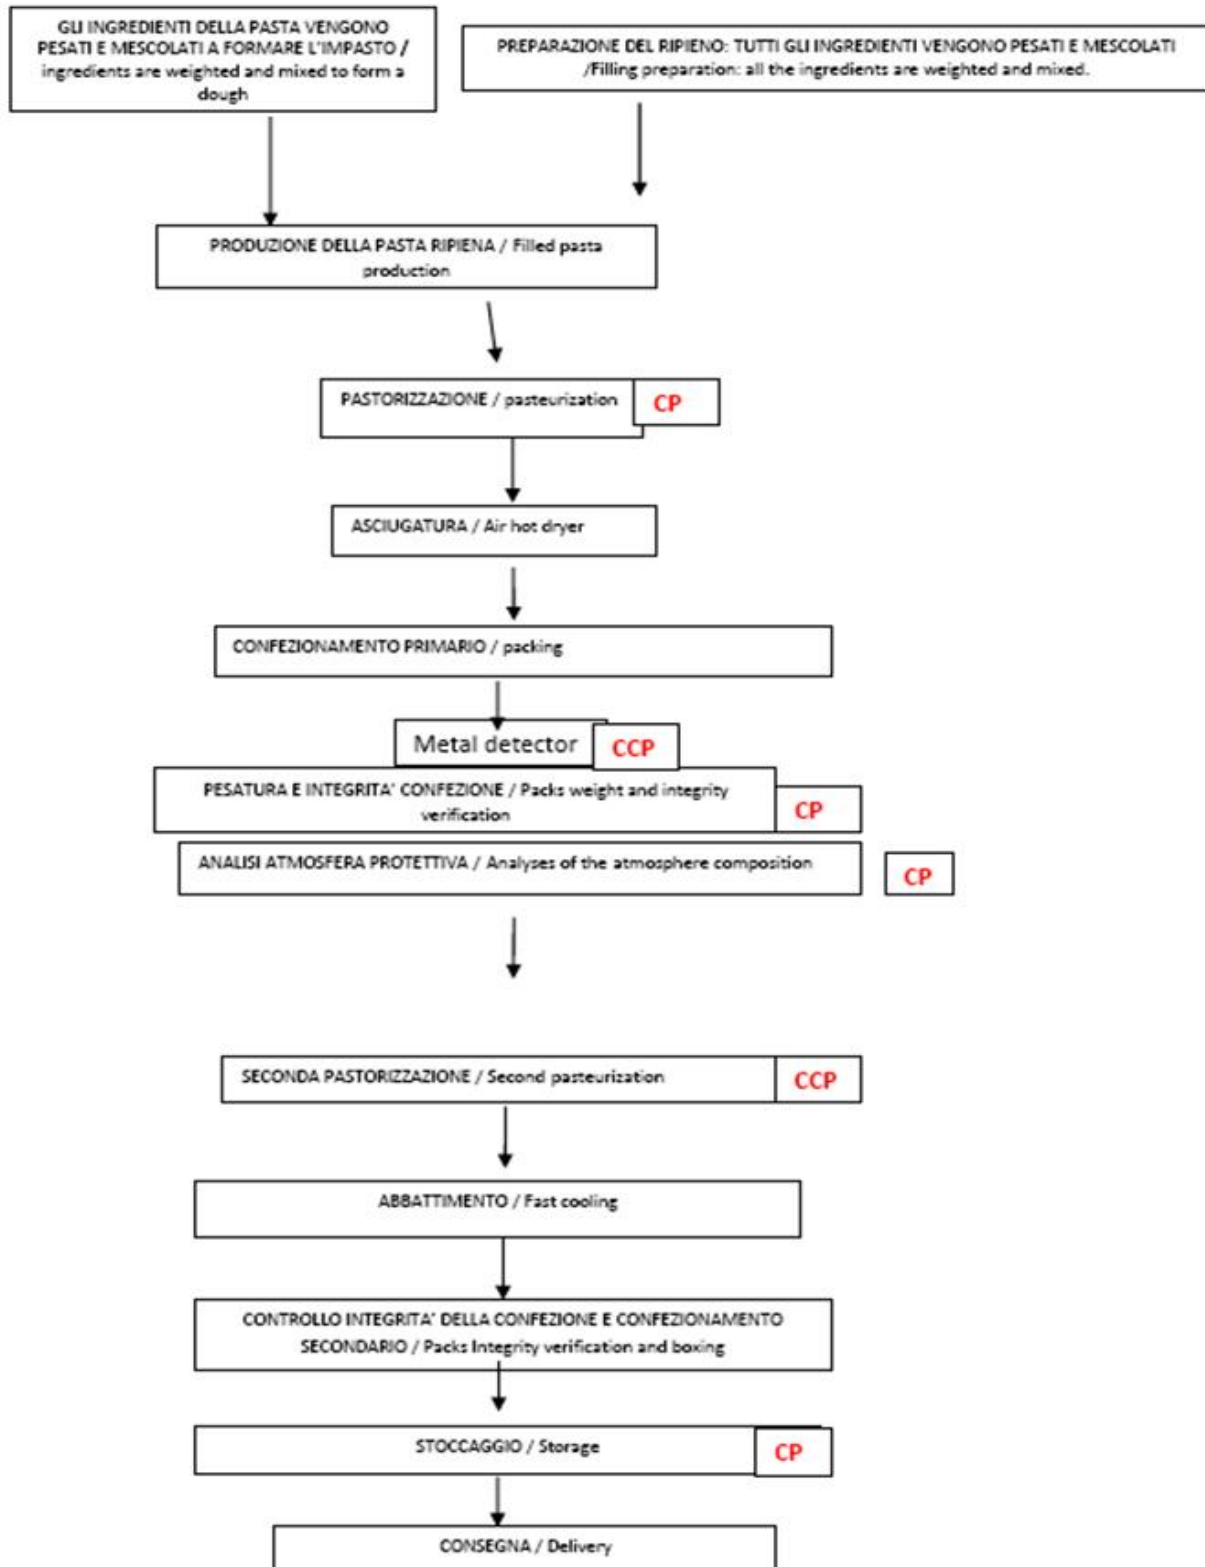 GLI INGREDIENTI DELLA PASTA VENGONO
PESATI E MESCOLATI A FORMARE L'IMPASTO /
ingredients are weighted and mixed to form a
dough
PREPARAZIONE DEL RIPIENO: TUTTI GLI INGREDIENTI VENGONO PESATI E MESCOLATI
/Filling preparation: all the ingredients are weighted and mixed.
PRODUZIONE DELLA PASTA RIPIENA / Filled pasta
production
PASTORIZZAZIONE / pasteurization
CP
ASCIUGATURA / Air hot dryer
CONFEZIONAMENTO PRIMARIO / packing
Metal detector
CCP
PESATURA E INTEGRITA' CONFEZIONE / Packs weight and integrity
verification
CP
ANALISI ATMOSFERA PROTETTIVA / Analyses of the atmosphere composition
CP
SECONDA PASTORIZZAZIONE / Second pasteurization
CCP
ABBATTIMENTO / Fast cooling
CONTROLLO INTEGRITA' DELLA CONFEZIONE E CONFEZIONAMENTO
SECONDARIO / Packs Integrity verification and boxing
STOCCAGGIO / Storage
CP
CONSEGNA / Delivery